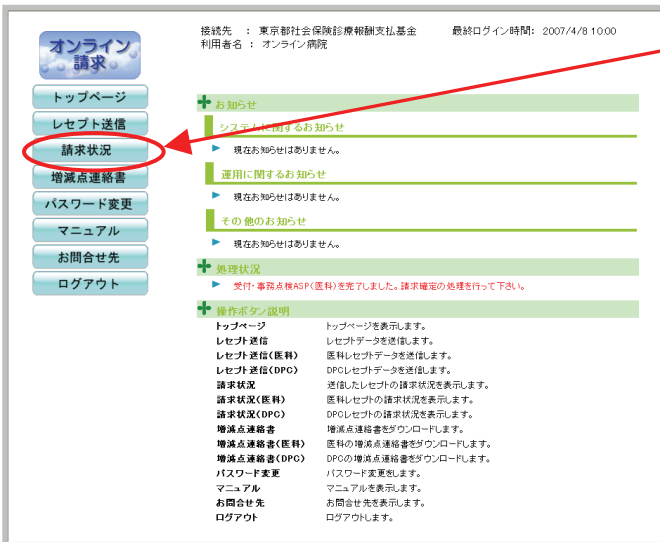 接続先 : 東京都社会保険診療報酬支払基金 最終ログイン時間: 2007/4/8 10:00
利用者名 : オンライン病院
オンライン
請求
トップページ
レセプト送信
請求状況
増減点連絡書
パスワード変更
マニュアル
お問合せ先
ログアウト
お知らせ
システムに関するお知らせ
現在お知らせはありません。
運用に関するお知らせ
現在お知らせはありません。
その他のお知らせ
現在お知らせはありません。
処理状況
受付・事務点検ASP(医科)を完了しました。請求確定の処理を行って下さい。
操作ボタン説明
トップページ トップページを表示します。
レセプト送信 レセプトデータを送信します。
レセプト送信(医科) 医科レセプトデータを送信します。
レセプト送信(DPC) DPCレセプトデータを送信します。
請求状況 送信したレセプトの請求状況を表示します。
請求状況(医科) 医科レセプトの請求状況を表示します。
請求状況(DPC) DPCレセプトの請求状況を表示します。
増減点連絡書 増減点連絡書をダウンロードします。
増減点連絡書(医科) 医科の増減点連絡書をダウンロードします。
増減点連絡書(DPC) DPCの増減点連絡書をダウンロードします。
パスワード変更 パスワード変更をします。
マニュアル マニュアルを表示します。
お問合せ先 お問合せ先を表示します。
ログアウト ログアウトします。